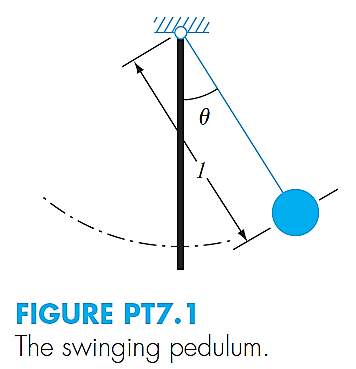 θ
l
FIGURE PT7.1
The swinging pedulum.